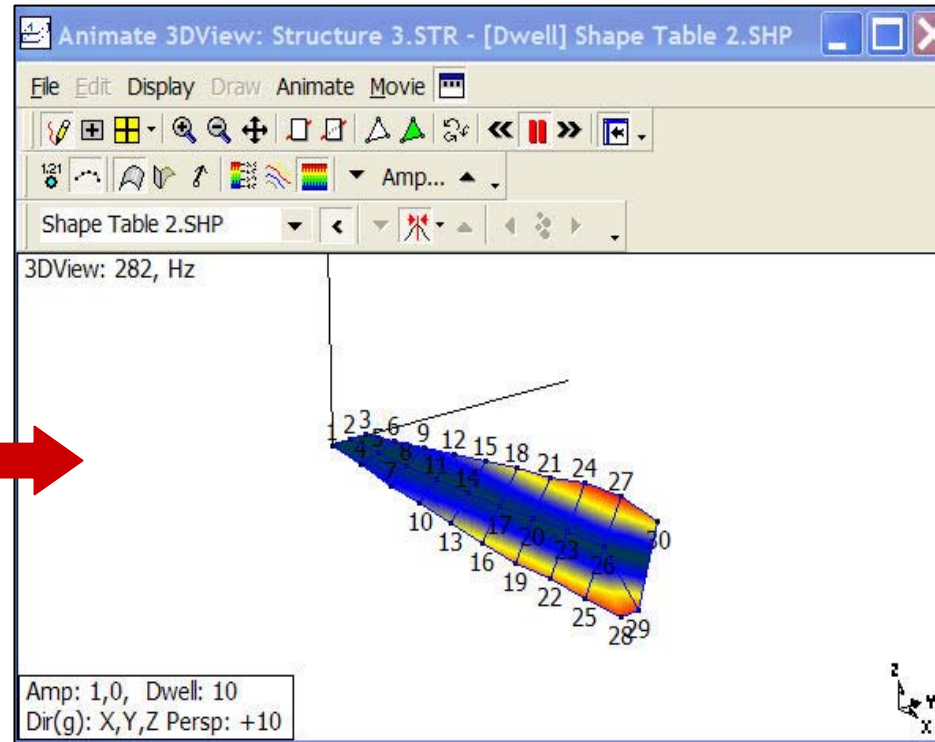 Animate 3DView: Structure 3.STR - [Dwell] Shape Table 2.SHP
File Edit Display Draw Animate Movie
1.21 Amp...
Shape Table 2.SHP
3DView: 282, Hz
1 2 3 6 9 12 15 18 21 24 27 30
4 5 8 11 14 17 20 23 26 29
7 10 13 16 19 22 25 28
Amp: 1,0, Dwell: 10
Dir(g): X,Y,Z Persp: +10
Z
Y
X